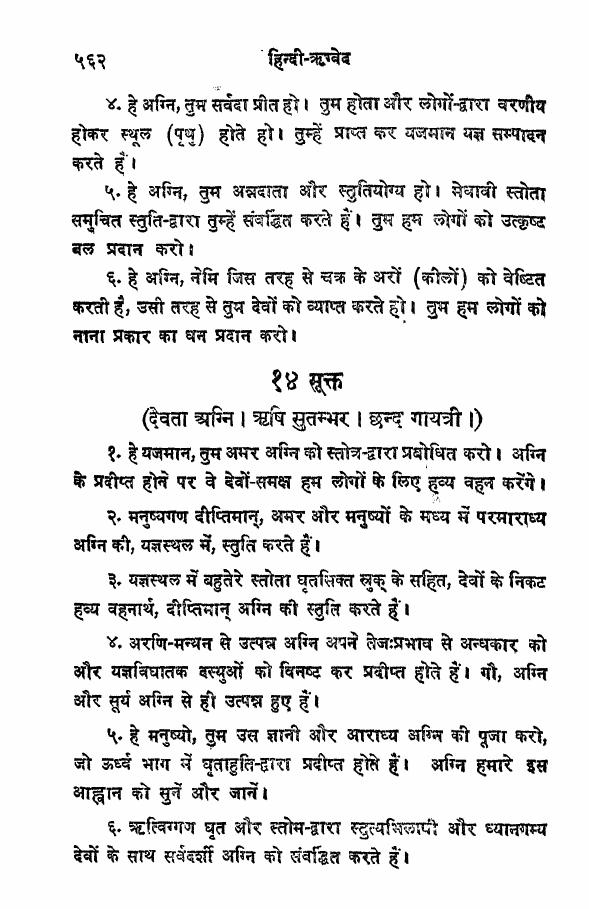 ५६२ हिन्दी-ऋग्वेद
४. हे अग्नि, तुम सर्वदा प्रीत हो। तुम होता और लोगों-द्वारा वरणीय
होकर स्थूल (पृथु) होते हो। तुम्हें प्राप्त कर यजमान यज्ञ सम्पादन
करते हैं।
५. हे अग्नि, तुम अन्नदाता और स्तुतियोग्य हो। मेधावी स्तोता
समुचित स्तुति-द्वारा तुम्हें संवर्द्धित करते हैं। तुम हम लोगों को उत्कृष्ट
बल प्रदान करो।
६. हे अग्नि, नेमि जिस तरह से चक्र के अरों (कीलों) को वेष्टित
करती है, उसी तरह से तुम देवों को व्याप्त करते हो। तुम हम लोगों को
नाना प्रकार का धन प्रदान करो।
१४ सूक्त
(देवता अग्नि। ऋषि सुतम्भर। छन्द गायत्री।)
१. हे यजमान, तुम अमर अग्नि को स्तोत्र-द्वारा प्रबोधित करो। अग्नि
के प्रदीप्त होने पर वे देवों-समक्ष हम लोगों के लिए हव्य वहन करेंगे।
२. मनुष्यगण दीप्तिमान्, अमर और मनुष्यों के मध्य में परमाराध्य
अग्नि की, यज्ञस्थल में, स्तुति करते हैं।
३. यज्ञस्थल में बहुतेरे स्तोता घृतसिक्त स्रुक् के सहित, देवों के निकट
हव्य वहनार्थ, दीप्तिमान् अग्नि की स्तुति करते हैं।
४. अरणि-मन्थन से उत्पन्न अग्नि अपने तेजःप्रभाव से अन्धकार को
और यज्ञविघातक दस्युओं को विनष्ट कर प्रदीप्त होते हैं। गौ, अग्नि
और सूर्य अग्नि से ही उत्पन्न हुए हैं।
५. हे मनुष्यो, तुम उस ज्ञानी और आराध्य अग्नि की पूजा करो,
जो ऊर्ध्व भाग में घृताहुति-द्वारा प्रदीप्त होते हैं। अग्नि हमारे इस
आह्वान को सुनें और जानें।
६. ऋत्विग्गण घृत और स्तोम-द्वारा स्तुत्यभिलाषी और ध्यानगम्य
देवों के साथ सर्वदर्शी अग्नि को संवर्द्धित करते हैं।